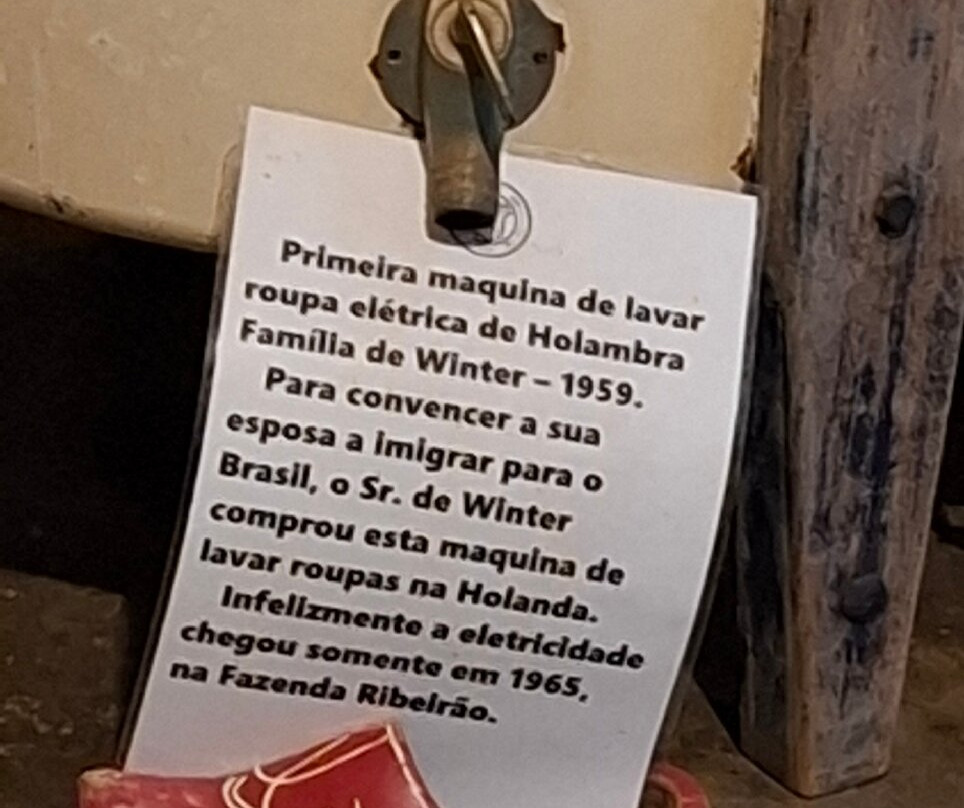 Primeira maquina de lavar
roupa elétrica de Holambra
Família de Winter – 1959.
Para convencer a sua
esposa a imigrar para o
Brasil, o Sr. de Winter
comprou esta maquina de
lavar roupas na Holanda.
Infelizmente a eletricidade
chegou somente em 1965,
na Fazenda Ribeirão.